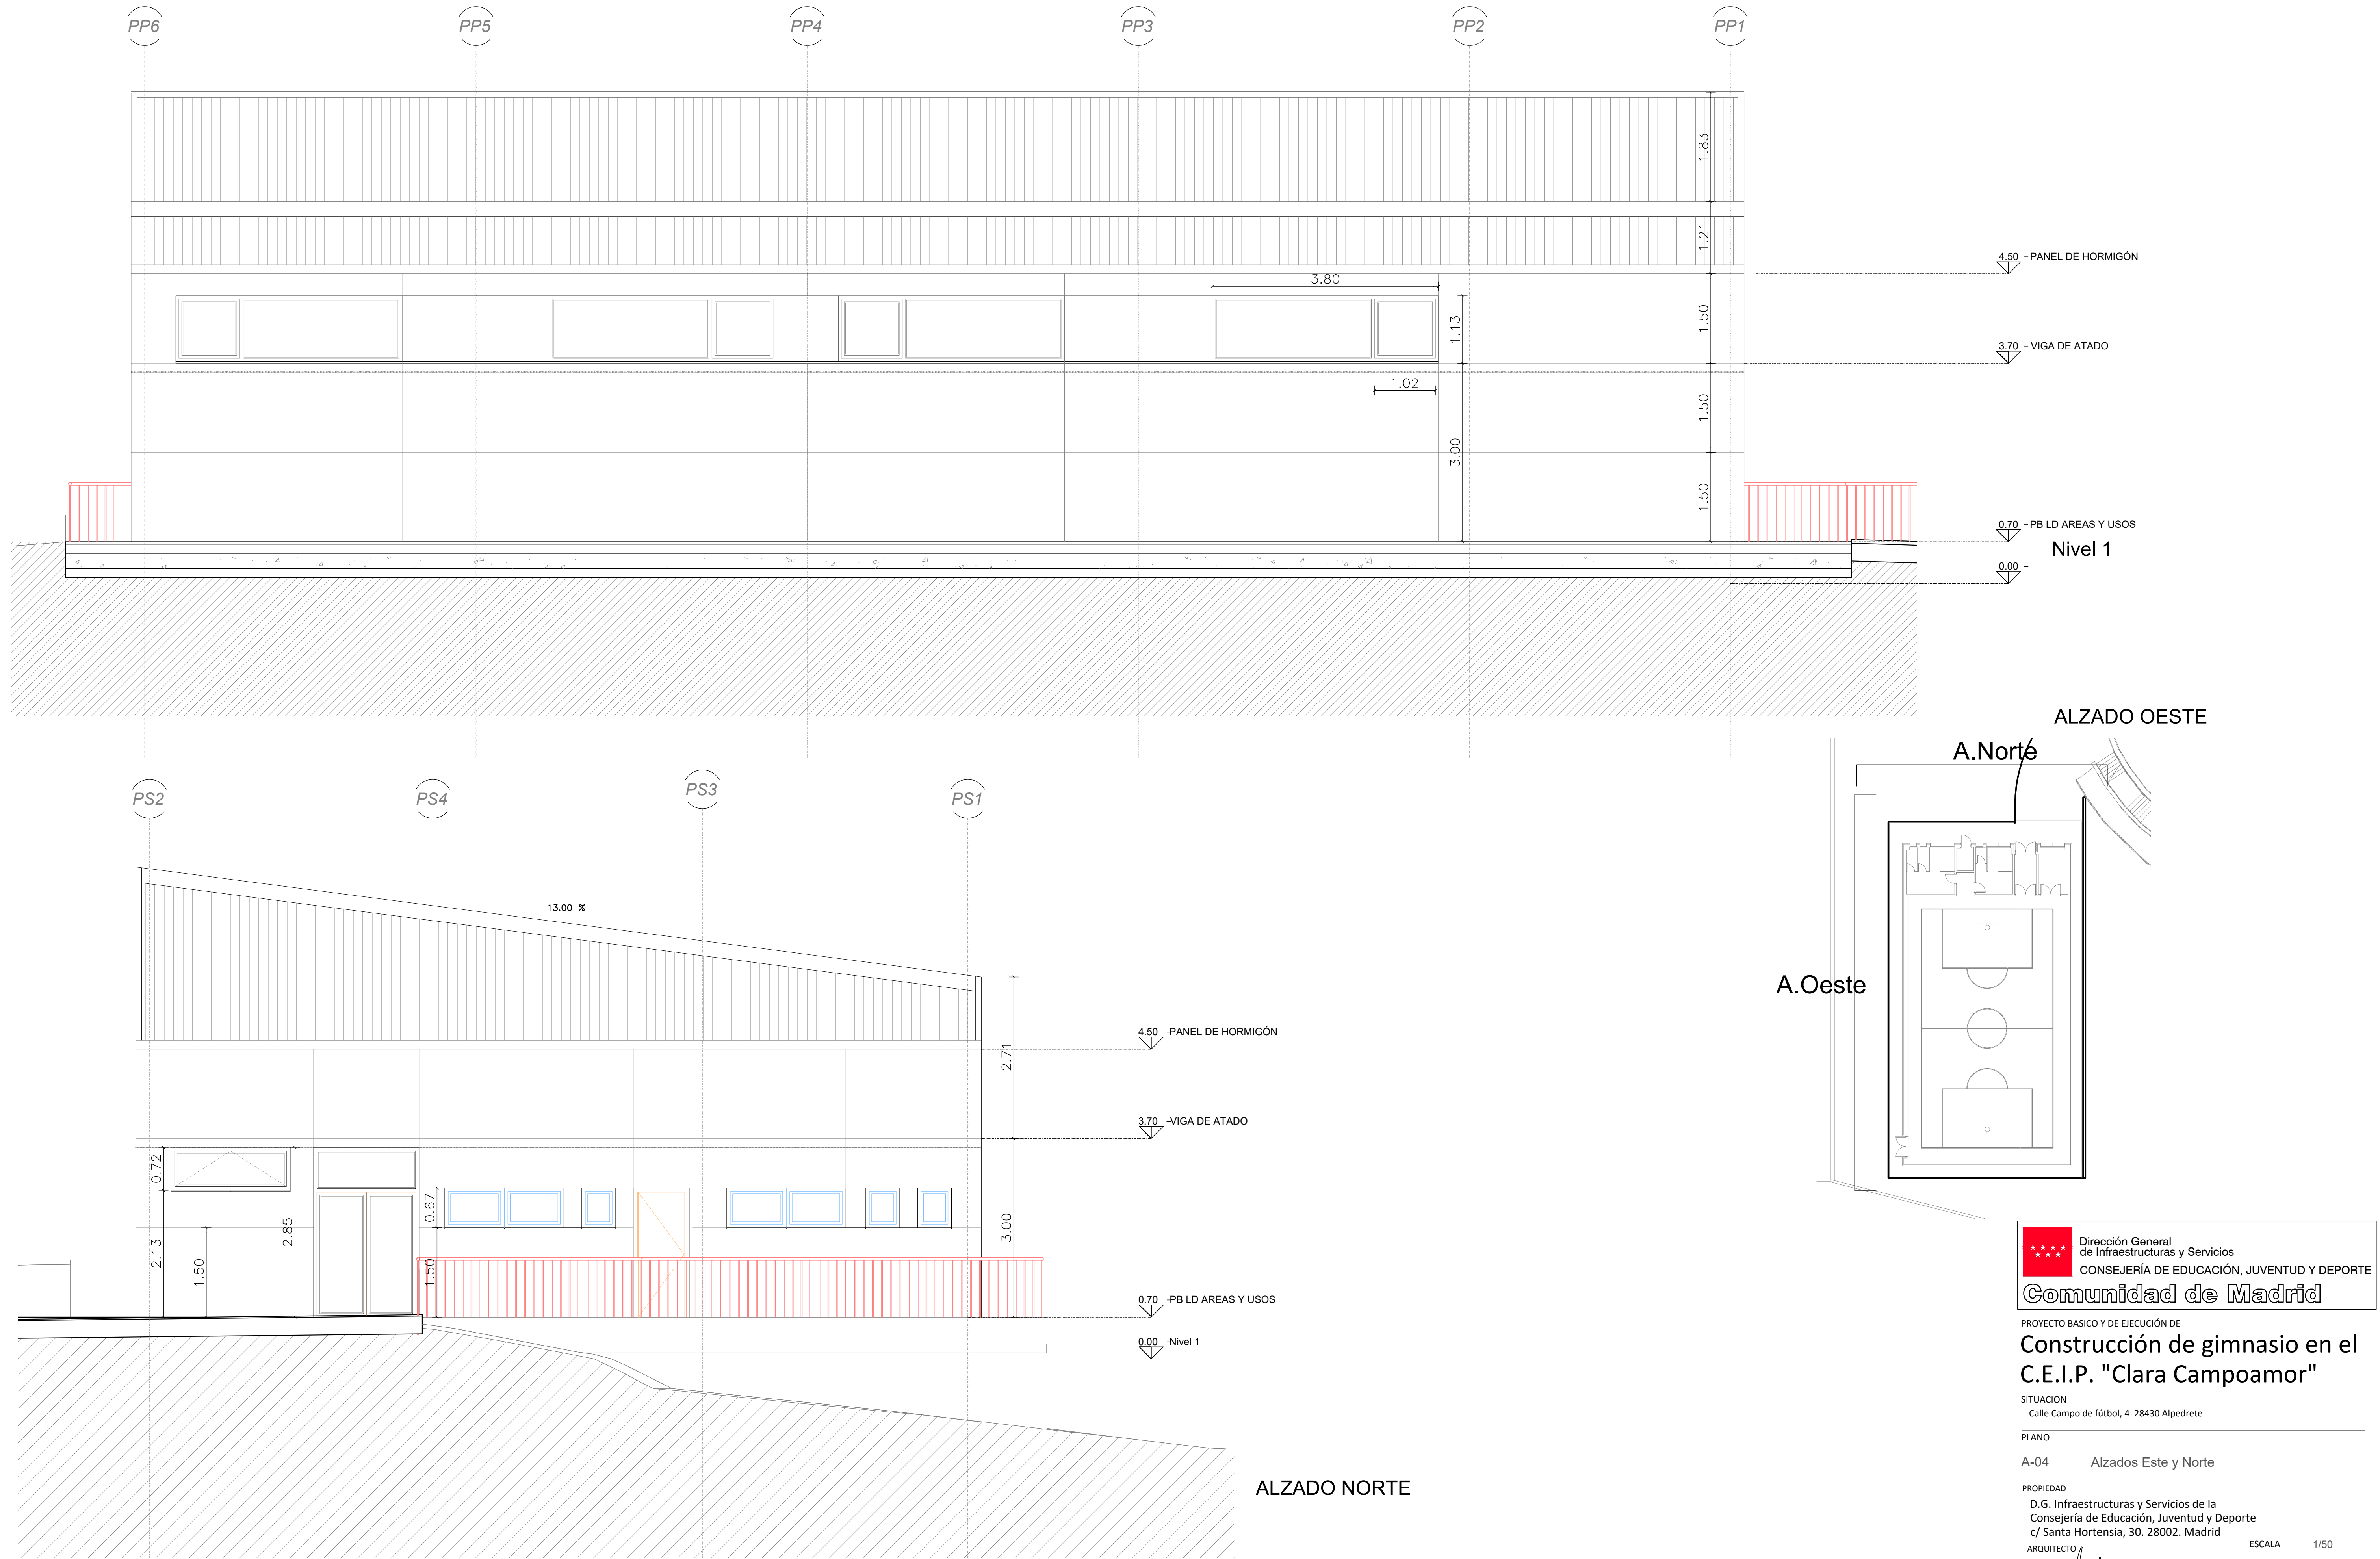 PP6 PP5 PP4 PP3 PP2 PP1
1.83
1.21
4.50 - PANEL DE HORMIGÓN
3.80
1.13
1.50
3.70 - VIGA DE ATADO
1.02
1.50
3.00
1.50
0.70 - PB LD AREAS Y USOS
Nivel 1
0.00 -
ALZADO OESTE
A.Norte
A.Oeste
PS2 PS4 PS3 PS1
13.00 %
4.50 -PANEL DE HORMIGÓN
2.71
3.70 -VIGA DE ATADO
0.72
0.67
2.85
2.13
1.50
1.50
3.00
0.70 -PB LD AREAS Y USOS
0.00 -Nivel 1
ALZADO NORTE
Dirección General
de Infraestructuras y Servicios
CONSEJERÍA DE EDUCACIÓN, JUVENTUD Y DEPORTE
Comunidad de Madrid
PROYECTO BASICO Y DE EJECUCIÓN DE
Construcción de gimnasio en el
C.E.I.P. "Clara Campoamor"
SITUACION
Calle Campo de fútbol, 4 28430 Alpedrete
PLANO
A-04 Alzados Este y Norte
PROPIEDAD
D.G. Infraestructuras y Servicios de la
Consejería de Educación, Juventud y Deporte
c/ Santa Hortensia, 30. 28002. Madrid
ARQUITECTO
ESCALA 1/50